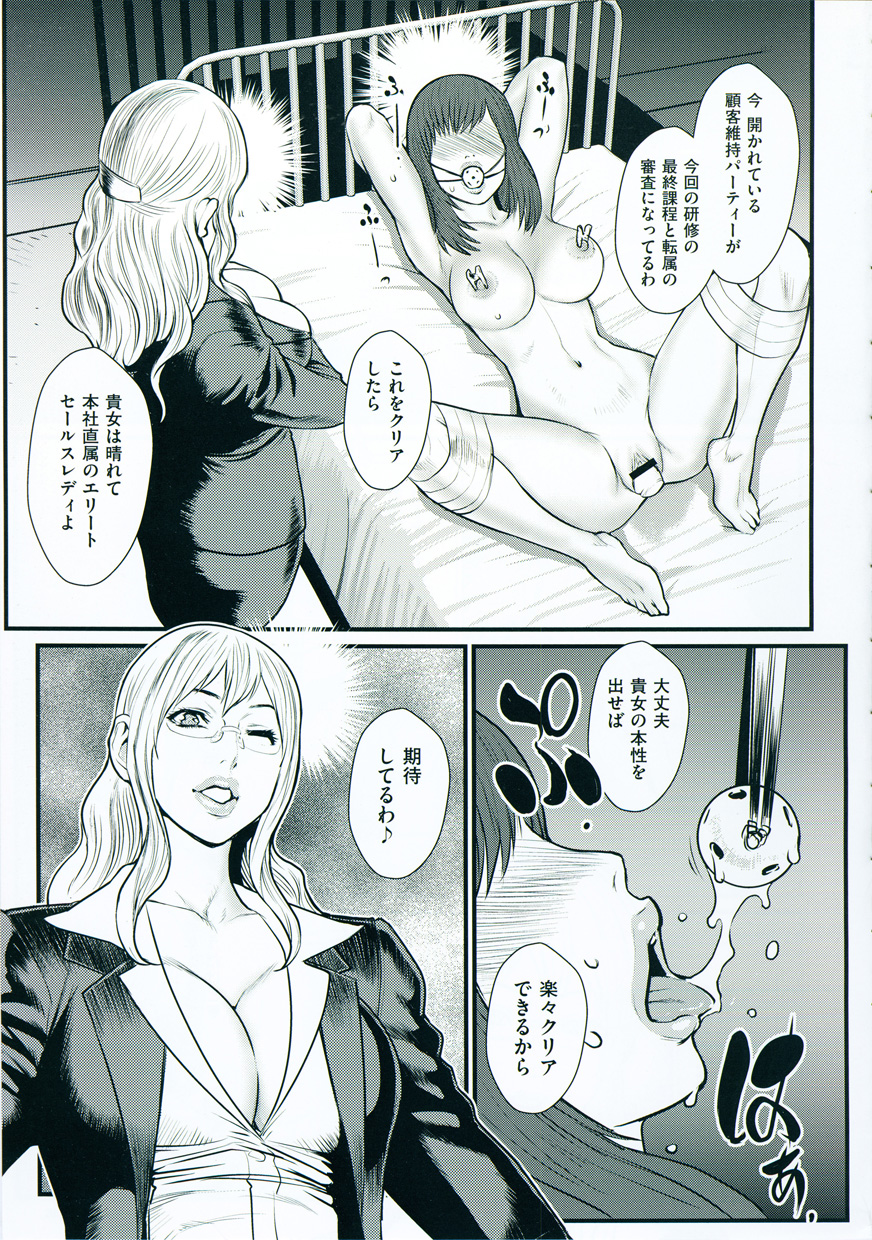 今 開かれている
顧客維持パーティーが
今回の研修の
最終課程と転属の
審査になってるわ
ふーっ
ふーっ
これをクリア
したら
貴女は晴れて
本社直属のエリート
セールスレディよ
大丈夫
貴女の本性を
出せば
ぷぶ
楽々クリア
できるから
はぁ
期待
してるわ♪